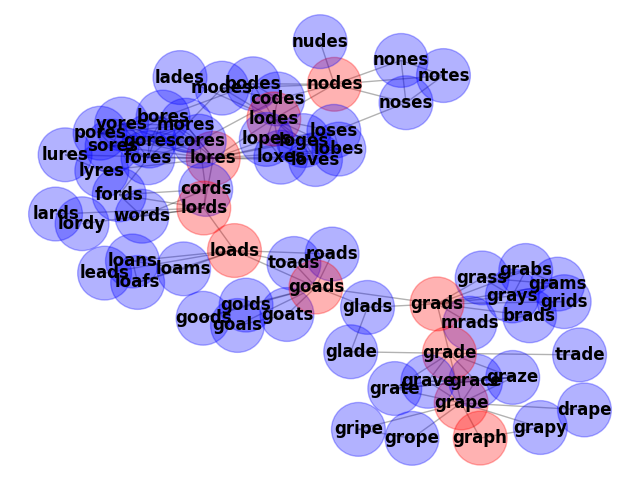 nudes
nones
notes
lades
modes
bodes
nodes
codes
noses
bores
yores
pores
mores
lodes
loses
sores
gores
cores
lopes
loges
lobes
lures
fores
lores
loxes
loves
lyres
fords
cords
lards
lordy
words
lords
loans
leads
loafs
loams
loads
toads
roads
goads
goods
golds
goals
goats
glads
grads
grass
grabs
grays
grams
grids
brads
mrads
glade
grade
trade
grate
grave
grace
graze
grape
drape
gripe
grope
graph
grapy